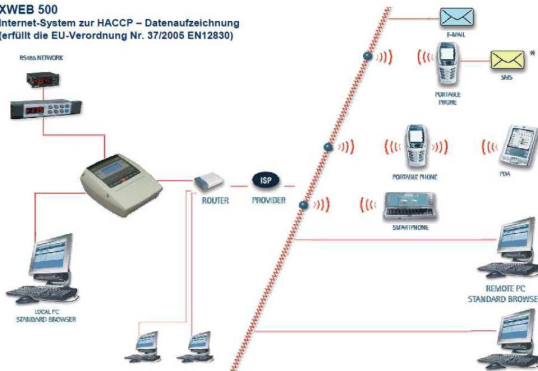 XWEB 500
Internet-System zur HACCP – Datenaufzeichnung
(erfüllt die EU-Verordnung Nr. 37/2005 EN12830)
RS485 NETWORK
E-MAIL
SMS
*
PORTABLE
PHONE
PORTABLE PHONE
PDA
ROUTER
ISP
PROVIDER
SMARTPHONE
LOCAL PC
STANDARD BROWSER
REMOTE PC
STANDARD BROWSER